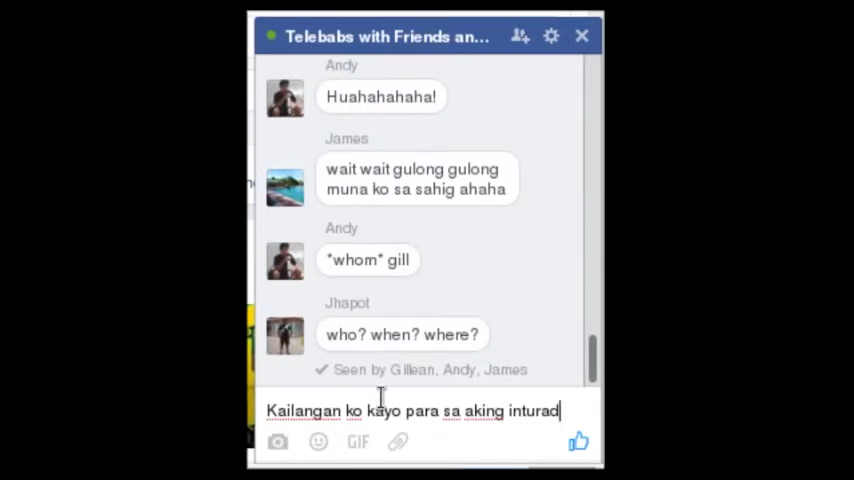 Telebabs with Friends an...
Andy
Huahahahaha!
James
wait wait gulong gulong
muna ko sa sahig ahaha
Andy
*whom* gill
Jhapot
who? when? where?
Seen by Gillean, Andy, James
Kailangan ko kayo para sa aking inturad
GIF